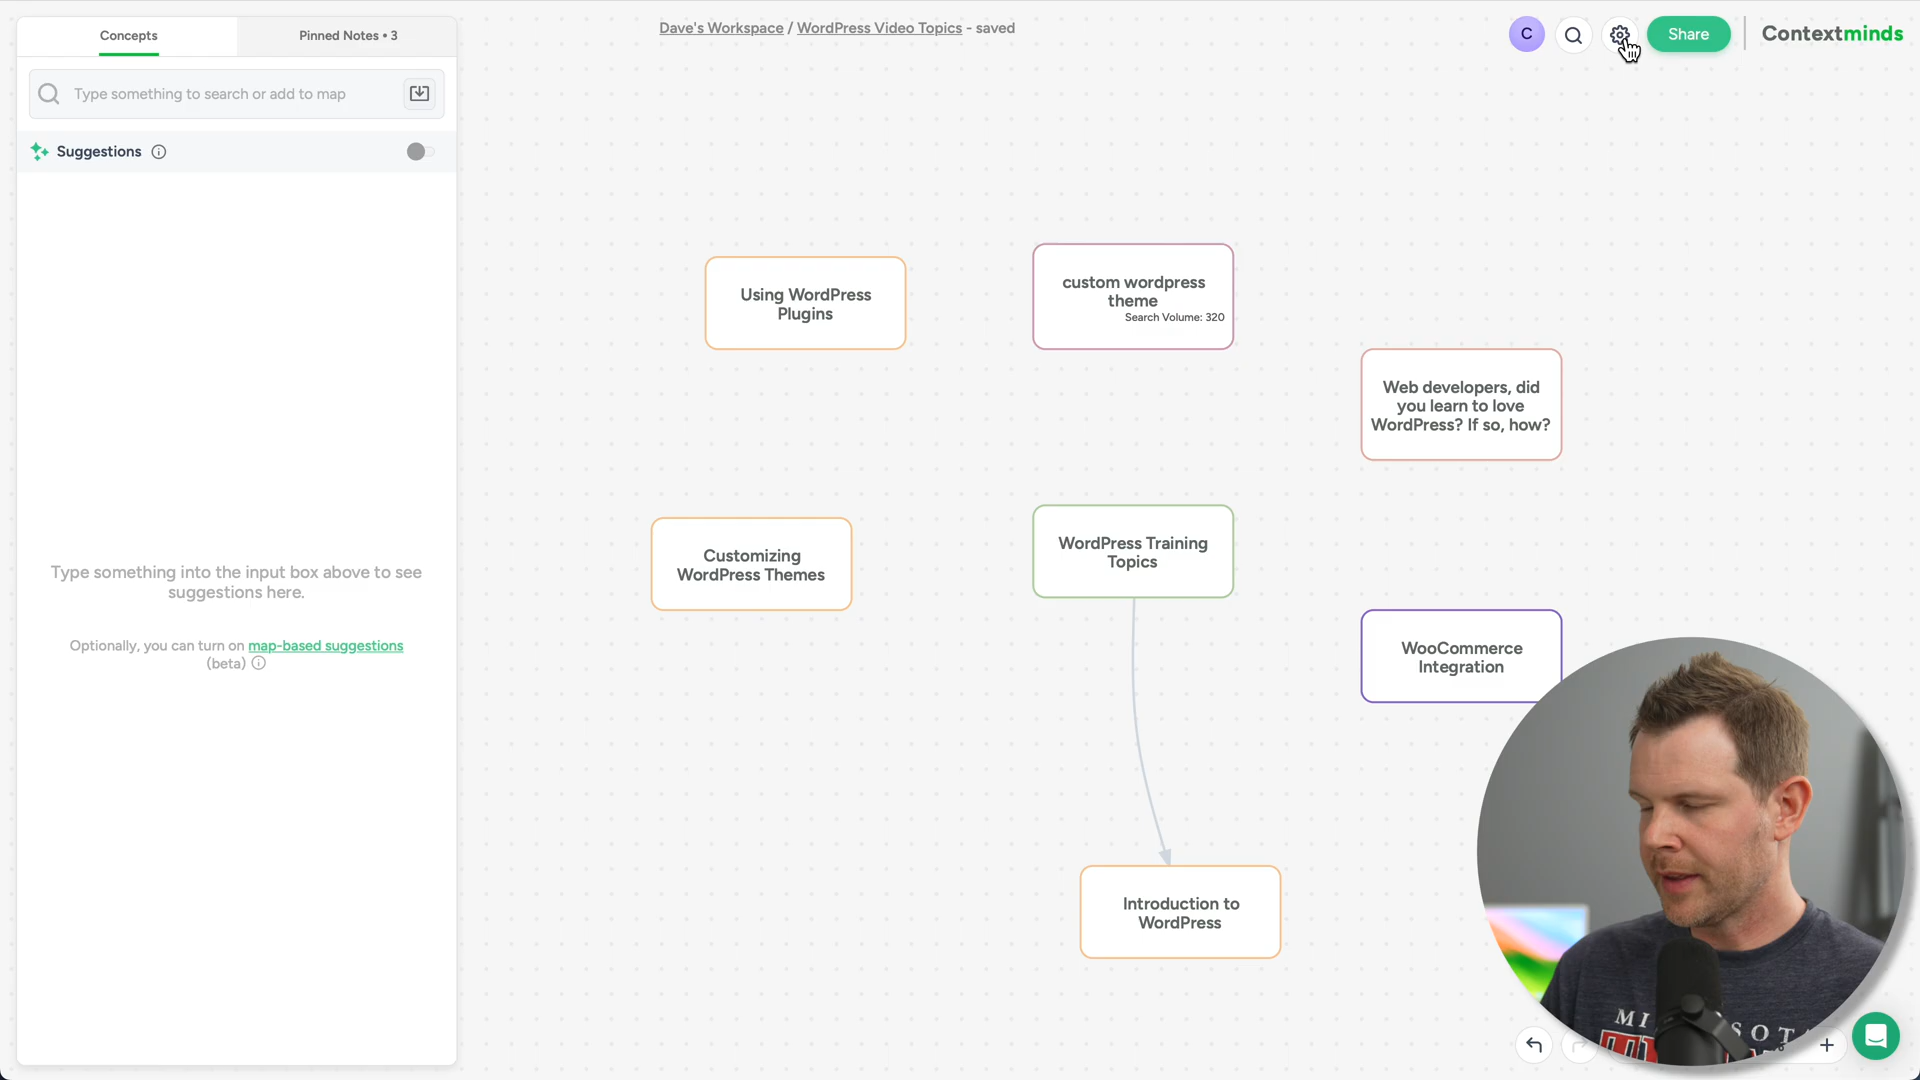 Concepts
Pinned Notes • 3
Dave's Workspace / WordPress Video Topics - saved
C
Share
Contextminds
Type something to search or add to map
Suggestions
Using WordPress
Plugins
custom wordpress
theme
Search Volume: 320
Web developers, did
you learn to love
WordPress? If so, how?
Customizing
WordPress Themes
WordPress Training
Topics
Type something into the input box above to see
suggestions here.
Optionally, you can turn on map-based suggestions
(beta)
WooCommerce
Integration
Introduction to
WordPress